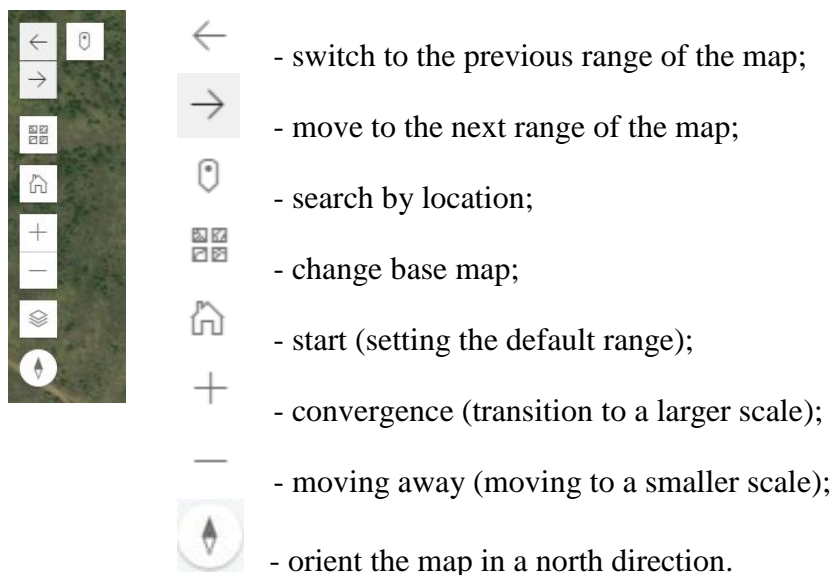 - switch to the previous range of the map;
- move to the next range of the map;
- search by location;
- change base map;
- start (setting the default range);
- convergence (transition to a larger scale);
- moving away (moving to a smaller scale);
- orient the map in a north direction.